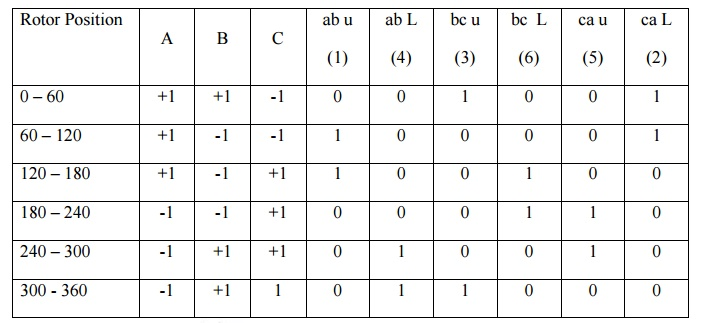 Rotor Position A B C ab u (1) ab L (4) bc u (3) bc L (6) ca u (5) ca L (2)
0 – 60 +1 +1 -1 0 0 1 0 0 1
60 – 120 +1 -1 -1 1 0 0 0 0 1
120 – 180 +1 -1 +1 1 0 0 1 0 0
180 – 240 -1 -1 +1 0 0 0 1 1 0
240 – 300 -1 +1 +1 0 1 0 0 1 0
300 - 360 -1 +1 1 0 1 1 0 0 0